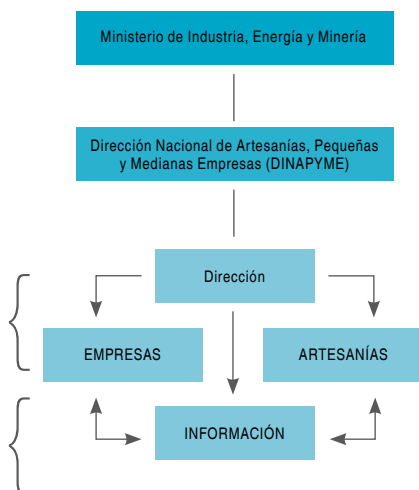 Ministerio de Industria, Energía y Minería
Dirección Nacional de Artesanías, Pequeñas
y Medianas Empresas (DINAPYME)
Dirección
EMPRESAS
ARTESANÍAS
INFORMACIÓN